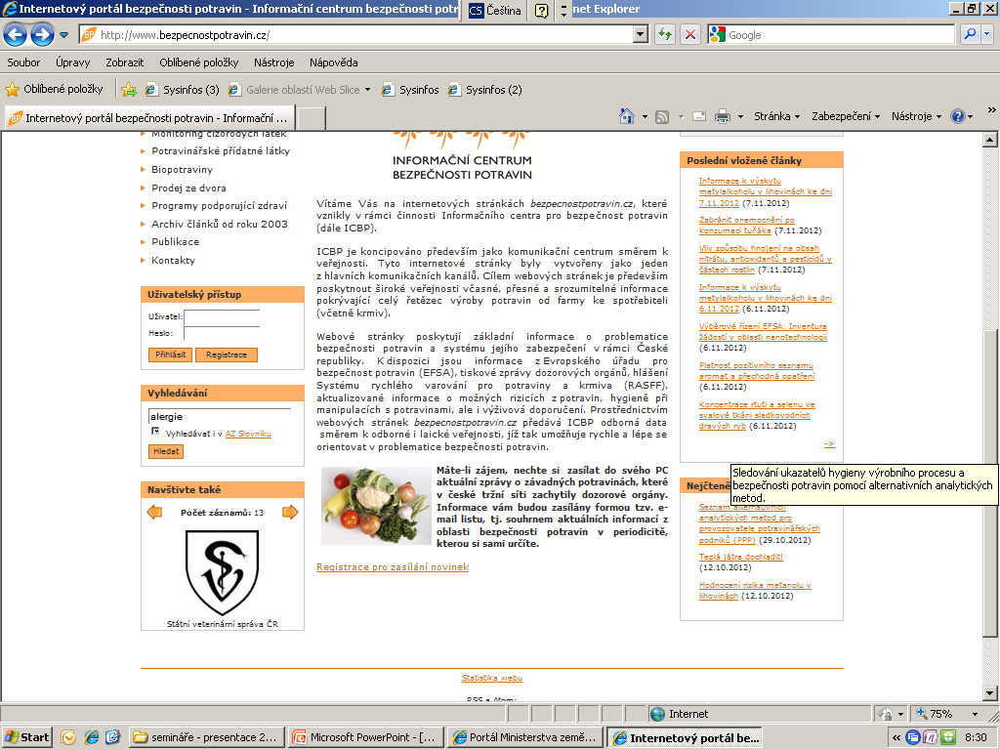 Internetový portál bezpečnosti potravin - Informační centrum bezpečnosti potr
CS Čeština
net Explorer
http://www.bezpecnostpotravin.cz/
Google
Soubor Úpravy Zobrazit Oblíbené položky Nástroje Nápověda
Oblíbené položky Sysinfos (3) Galerie oblastí Web Slice Sysinfos Sysinfos (2)
Internetový portál bezpečnosti potravin - Informační ...
Stránka Zabezpečení Nástroje »
Monitoring cizorodých látek
Potravinářské přídatné látky
Biopotraviny
Prodej ze dvora
Programy podporující zdraví
Archiv článků od roku 2003
Publikace
Kontakty
Uživatelský přístup
Uživatel:
Heslo:
Přihlásit Registrace
Vyhledávání
alergie
Vyhledávat i v AZ Slovníku
Hledat
Navštivte také
Počet záznamů: 13
Státní veterinární správa ČR
INFORMAČNÍ CENTRUM
BEZPEČNOSTI POTRAVIN
Vítáme Vás na internetových stránkách bezpecnostpotravin.cz, které
vznikly v rámci činnosti Informačního centra pro bezpečnost potravin
(dále ICBP).
ICBP je koncipováno především jako komunikační centrum směrem k
veřejnosti. Tyto internetové stránky byly vytvořeny jako jeden
z hlavních komunikačních kanálů. Cílem webových stránek je především
poskytnout široké veřejnosti včasné, přesné a srozumitelné informace
pokrývající celý řetězec výroby potravin od farmy ke spotřebiteli
(včetně krmiv).
Webové stránky poskytují základní informace o problematice
bezpečnosti potravin a systému jejího zabezpečení v rámci České
republiky. K dispozici jsou informace z Evropského úřadu pro
bezpečnost potravin (EFSA), tiskové zprávy dozorových orgánů, hlášení
Systému rychlého varování pro potraviny a krmiva (RASFF),
aktualizované informace o možných rizicích z potravin, hygieně při
manipulacích s potravinami, ale i výživová doporučení. Prostřednictvím
webových stránek bezpecnostpotravin.cz předává ICBP odborná data
směrem k odborné i laické veřejnosti, jíž tak umožňuje rychle a lépe se
orientovat v problematice bezpečnosti potravin.
Máte-li zájem, nechte si zasílat do svého PC
aktuální zprávy o závadných potravinách, které
v české tržní síti zachytily dozorové orgány.
Informace vám budou zasílány formou tzv. e-
mail listu, tj. souhrnem aktuálních informací z
oblasti bezpečnosti potravin v periodicitě,
kterou si sami určíte.
Registrace pro zasílání novinek
Poslední vložené články
Informace k výskytu
metylalkoholu v lihovinách ke dni
7.11.2012 (7.11.2012)
Zabránit onemocnění po
konzumaci tuňáka (7.11.2012)
Vliv způsobu hnojení na obsah
nitrátu, antioxidantů a pesticidů v
částech rostlin (7.11.2012)
Informace k výskytu
metylalkoholu v lihovinách ke dni
6.11.2012 (6.11.2012)
Výběrové řízení EFSA: Inventura
žádostí v oblasti nanotechnologií
(6.11.2012)
Platnost pozitivního seznamu
aromat a přechodná opatření
(6.11.2012)
Koncentrace rtuti a selenu ve
svalové tkáni sladkovodních
dravých ryb (6.11.2012)
->
Sledování ukazatelů hygieny výrobního procesu a
bezpečnosti potravin pomocí alternativních analytických
metod.
Nejčtene
Seznam alternativních
analytických metod pro
provozovatele potravinářských
podniků (PPP) (29.10.2012)
Teplá játra dochladit!
(12.10.2012)
Hodnocení rizika metanolu v
lihovinách (12.10.2012)
Statistika webu
RSS • Atom:
Internet 75%
Start semináře - presentace 2... Microsoft PowerPoint - [... Portál Ministerstva země... Internetový portál be... « 8:30